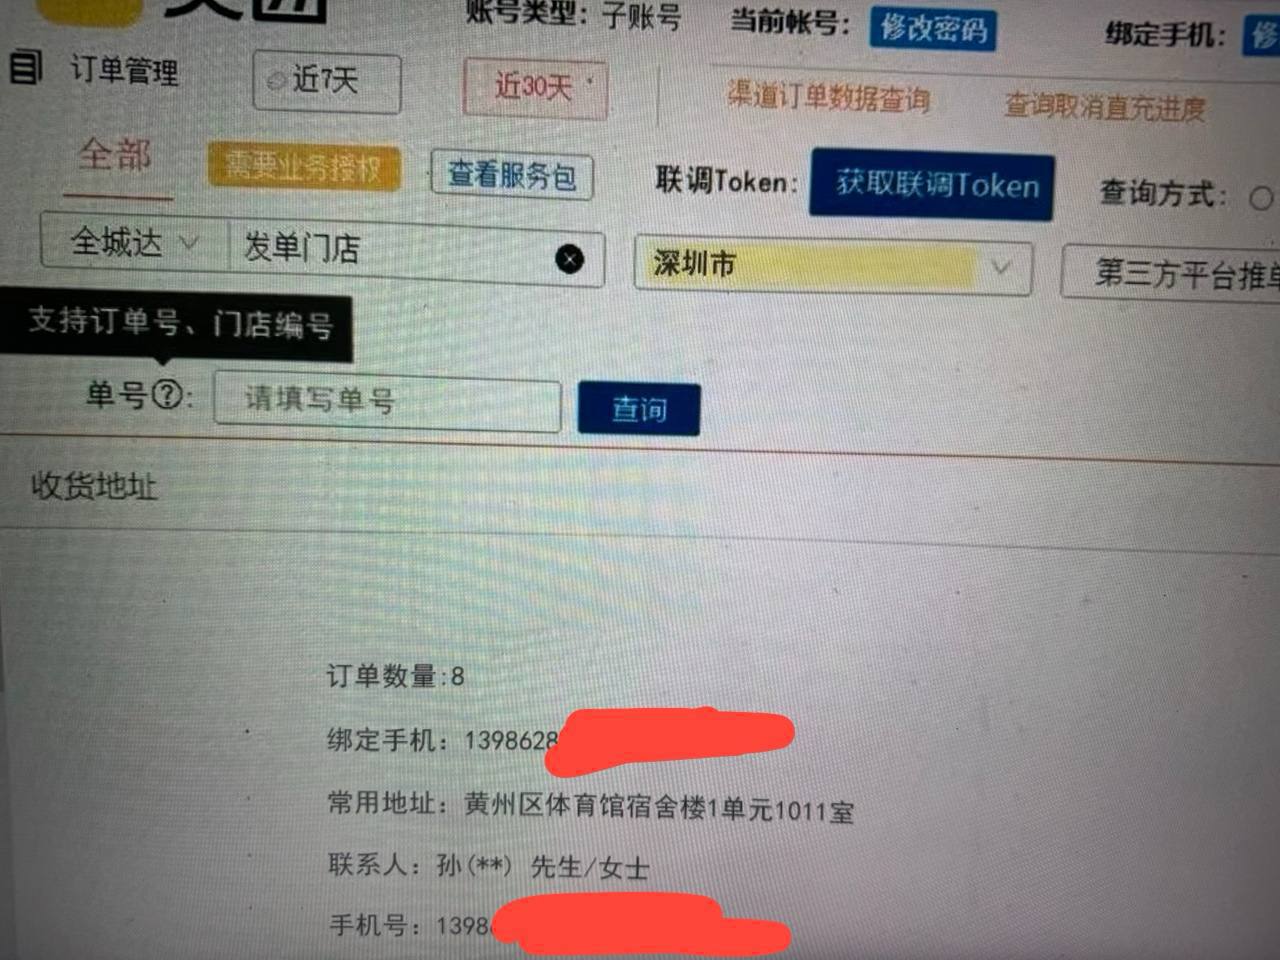 美团 账号类型: 子账号 当前帐号: 修改密码 绑定手机: 修
订单管理 近7天 近30天 渠道订单数据查询 查询取消直充进度
全部 需要业务授权 查看服务包 联调Token: 获取联调Token 查询方式:
全城达 发单门店 深圳市 第三方平台推单
支持订单号、门店编号
单号?: 请填写单号 查询
收货地址
订单数量:8
绑定手机: 1398628
常用地址: 黄州区体育馆宿舍楼1单元1011室
联系人: 孙(**) 先生/女士
手机号: 1398